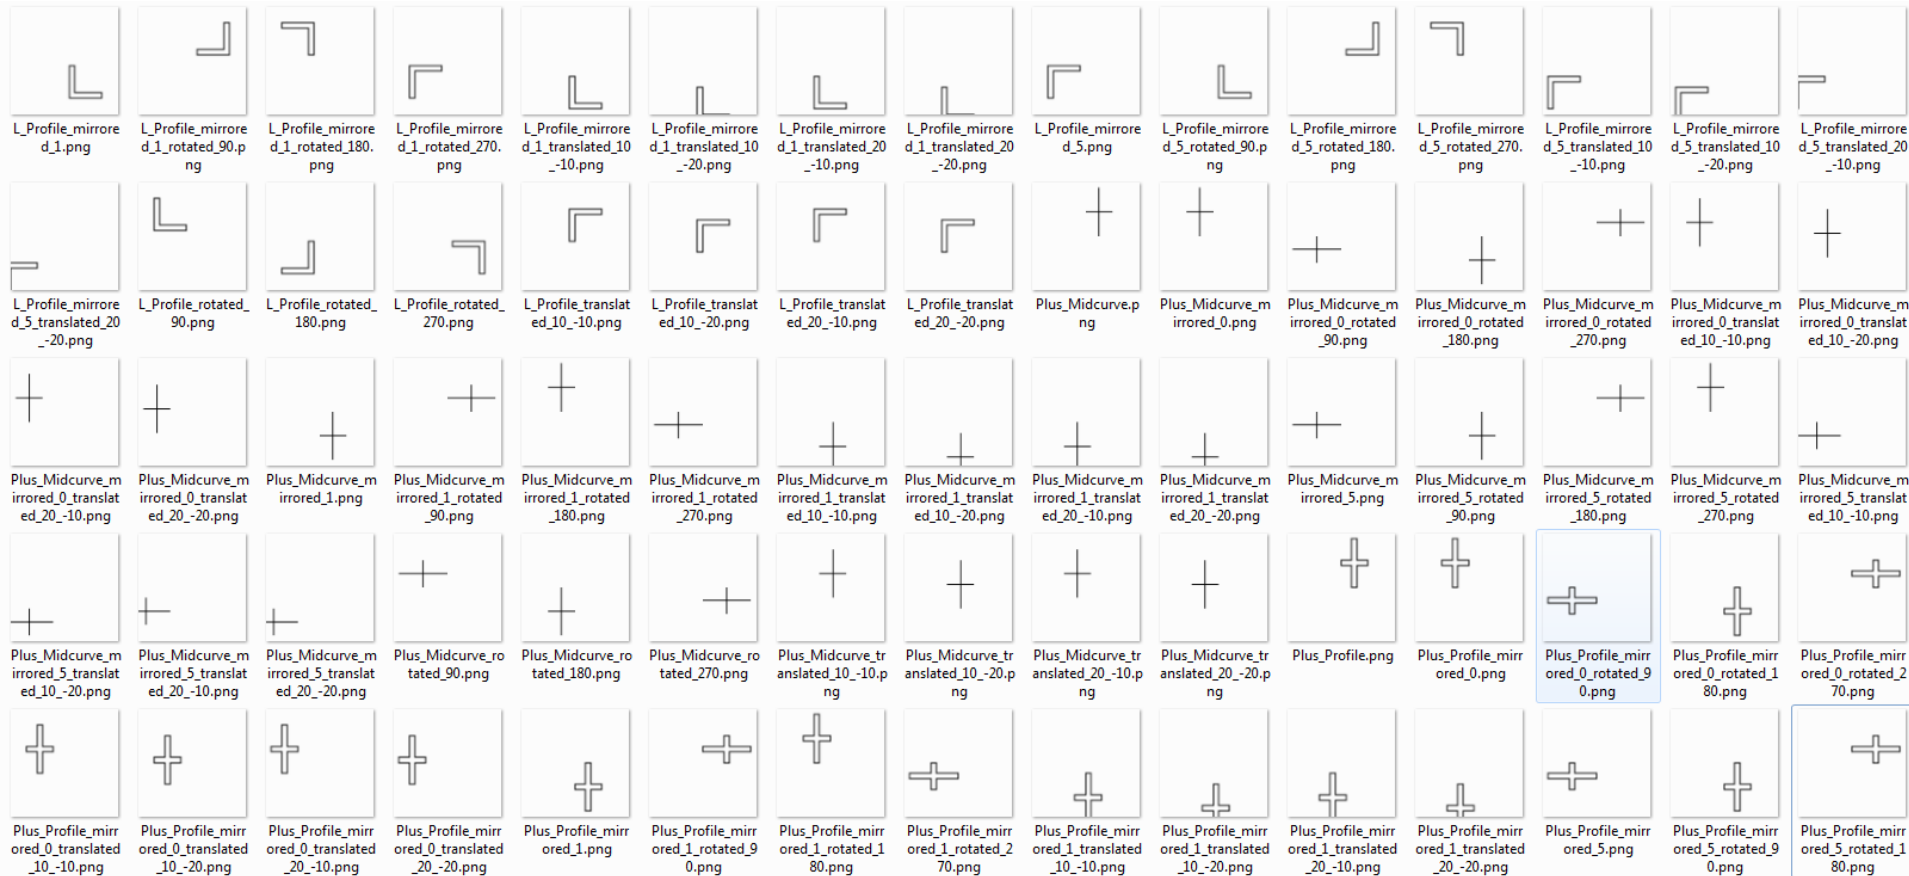 L_Profile_mirrore
d_1.png
L_Profile_mirrore
d_1_rotated_90.p
ng
L_Profile_mirrore
d_1_rotated_180.
png
L_Profile_mirrore
d_1_rotated_270.
png
L_Profile_mirrore
d_1_translated_10
_-10.png
L_Profile_mirrore
d_1_translated_10
_-20.png
L_Profile_mirrore
d_1_translated_20
_-10.png
L_Profile_mirrore
d_1_translated_20
_-20.png
L_Profile_mirrore
d_5.png
L_Profile_mirrore
d_5_rotated_90.p
ng
L_Profile_mirrore
d_5_rotated_180.
png
L_Profile_mirrore
d_5_rotated_270.
png
L_Profile_mirrore
d_5_translated_10
_-10.png
L_Profile_mirrore
d_5_translated_10
_-20.png
L_Profile_mirrore
d_5_translated_20
_-10.png
L_Profile_mirrore
d_5_translated_20
_-20.png
L_Profile_rotated_
90.png
L_Profile_rotated_
180.png
L_Profile_rotated_
270.png
L_Profile_translat
ed_10_-10.png
L_Profile_translat
ed_10_-20.png
L_Profile_translat
ed_20_-10.png
L_Profile_translat
ed_20_-20.png
Plus_Midcurve.p
ng
Plus_Midcurve_m
irrored_0.png
Plus_Midcurve_m
irrored_0_rotated
_90.png
Plus_Midcurve_m
irrored_0_rotated
_180.png
Plus_Midcurve_m
irrored_0_rotated
_270.png
Plus_Midcurve_m
irrored_0_translat
ed_10_-10.png
Plus_Midcurve_m
irrored_0_translat
ed_10_-20.png
Plus_Midcurve_m
irrored_0_translat
ed_20_-10.png
Plus_Midcurve_m
irrored_0_translat
ed_20_-20.png
Plus_Midcurve_m
irrored_1.png
Plus_Midcurve_m
irrored_1_rotated
_90.png
Plus_Midcurve_m
irrored_1_rotated
_180.png
Plus_Midcurve_m
irrored_1_rotated
_270.png
Plus_Midcurve_m
irrored_1_translat
ed_10_-10.png
Plus_Midcurve_m
irrored_1_translat
ed_10_-20.png
Plus_Midcurve_m
irrored_1_translat
ed_20_-10.png
Plus_Midcurve_m
irrored_1_translat
ed_20_-20.png
Plus_Midcurve_m
irrored_5.png
Plus_Midcurve_m
irrored_5_rotated
_90.png
Plus_Midcurve_m
irrored_5_rotated
_180.png
Plus_Midcurve_m
irrored_5_rotated
_270.png
Plus_Midcurve_m
irrored_5_translat
ed_10_-10.png
Plus_Midcurve_m
irrored_5_translat
ed_10_-20.png
Plus_Midcurve_m
irrored_5_translat
ed_20_-10.png
Plus_Midcurve_m
irrored_5_translat
ed_20_-20.png
Plus_Midcurve_ro
tated_90.png
Plus_Midcurve_ro
tated_180.png
Plus_Midcurve_ro
tated_270.png
Plus_Midcurve_tr
anslated_10_-10.p
ng
Plus_Midcurve_tr
anslated_10_-20.p
ng
Plus_Midcurve_tr
anslated_20_-10.p
ng
Plus_Midcurve_tr
anslated_20_-20.p
ng
Plus_Profile.png
Plus_Profile_mirr
ored_0.png
Plus_Profile_mirr
ored_0_rotated_9
0.png
Plus_Profile_mirr
ored_0_rotated_1
80.png
Plus_Profile_mirr
ored_0_rotated_2
70.png
Plus_Profile_mirr
ored_0_translated
_10_-10.png
Plus_Profile_mirr
ored_0_translated
_10_-20.png
Plus_Profile_mirr
ored_0_translated
_20_-10.png
Plus_Profile_mirr
ored_0_translated
_20_-20.png
Plus_Profile_mirr
ored_1.png
Plus_Profile_mirr
ored_1_rotated_9
0.png
Plus_Profile_mirr
ored_1_rotated_1
80.png
Plus_Profile_mirr
ored_1_rotated_2
70.png
Plus_Profile_mirr
ored_1_translated
_10_-10.png
Plus_Profile_mirr
ored_1_translated
_10_-20.png
Plus_Profile_mirr
ored_1_translated
_20_-10.png
Plus_Profile_mirr
ored_1_translated
_20_-20.png
Plus_Profile_mirr
ored_5.png
Plus_Profile_mirr
ored_5_rotated_9
0.png
Plus_Profile_mirr
ored_5_rotated_1
80.png